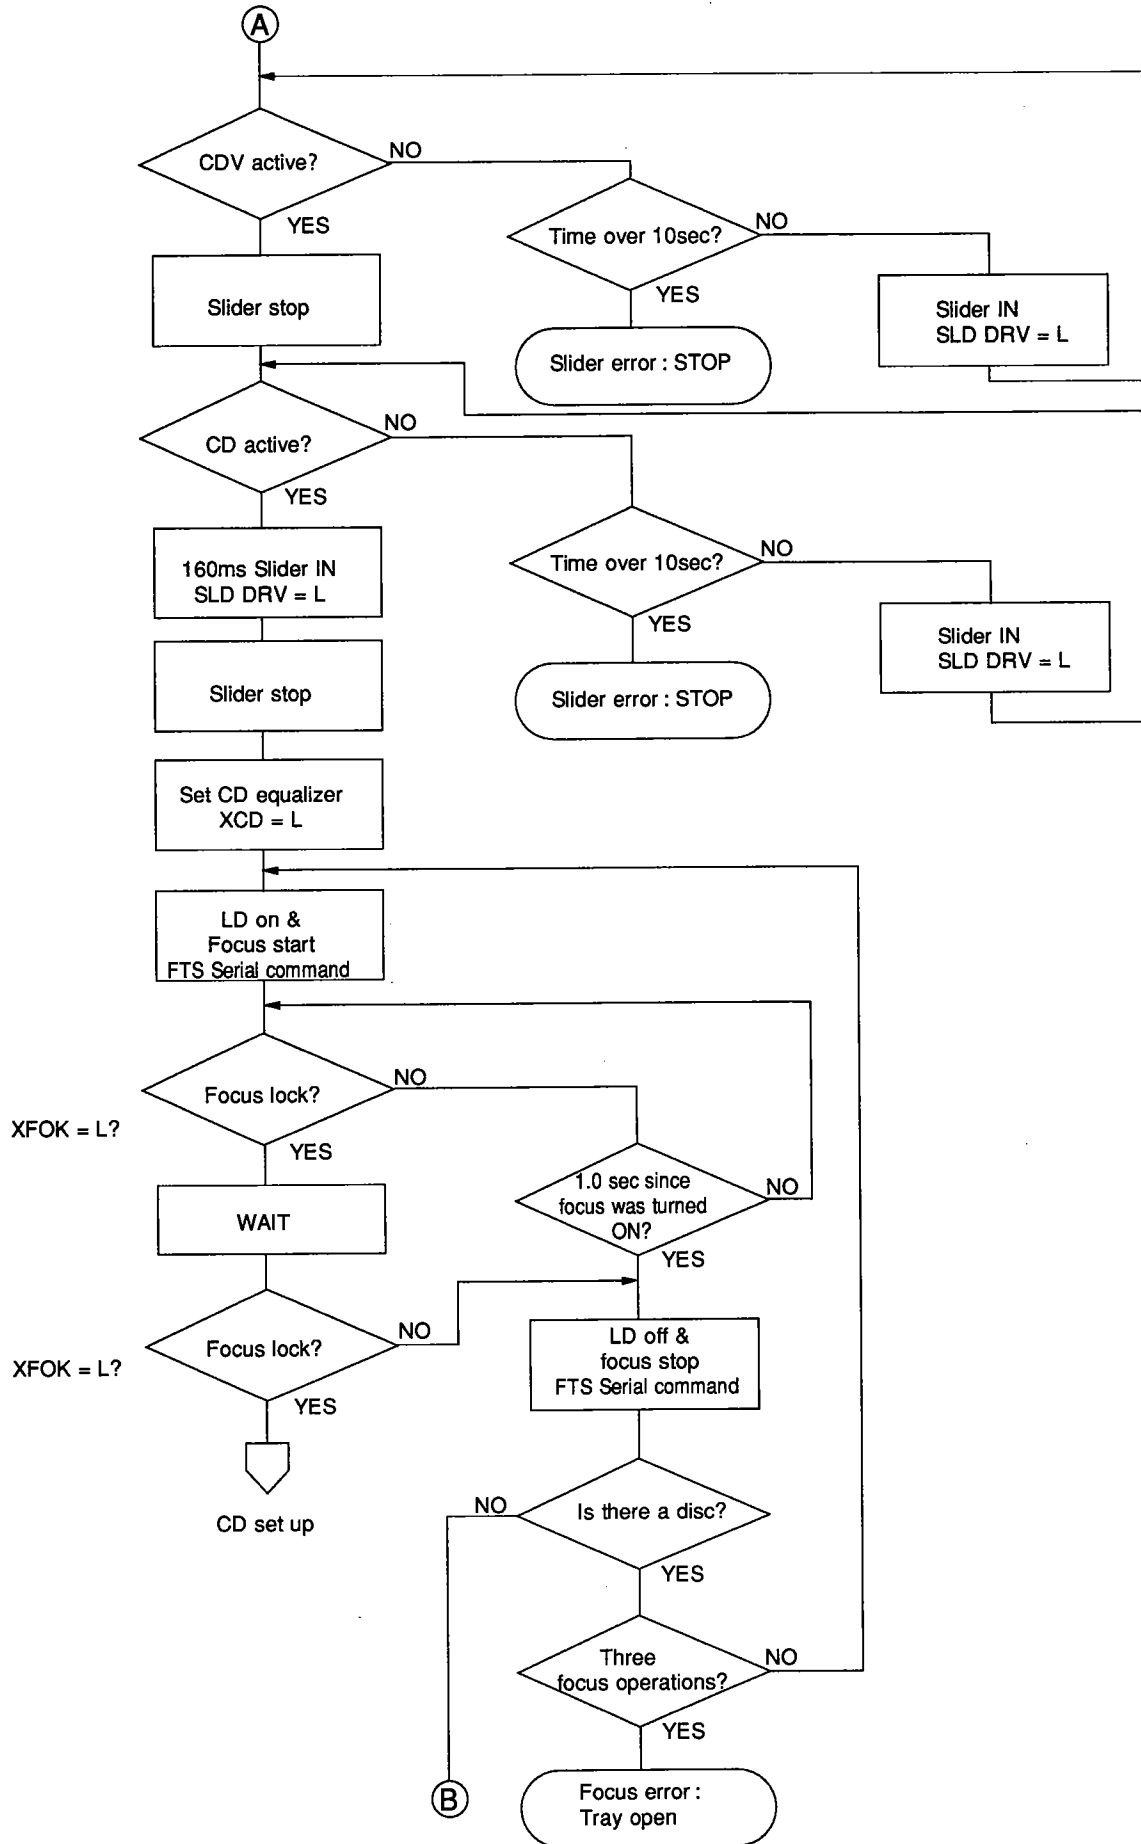 A
CDV active?
NO
YES
Time over 10sec?
NO
YES
Slider stop
Slider IN
SLD DRV = L
Slider error : STOP
CD active?
NO
YES
Time over 10sec?
NO
YES
160ms Slider IN
SLD DRV = L
Slider IN
SLD DRV = L
Slider stop
Slider error : STOP
Set CD equalizer
XCD = L
LD on &
Focus start
FTS Serial command
Focus lock?
NO
XFOK = L?
YES
1.0 sec since
focus was turned
ON?
NO
YES
WAIT
Focus lock?
NO
XFOK = L?
YES
LD off &
focus stop
FTS Serial command
CD set up
Is there a disc?
NO
YES
Three
focus operations?
NO
YES
B
Focus error :
Tray open